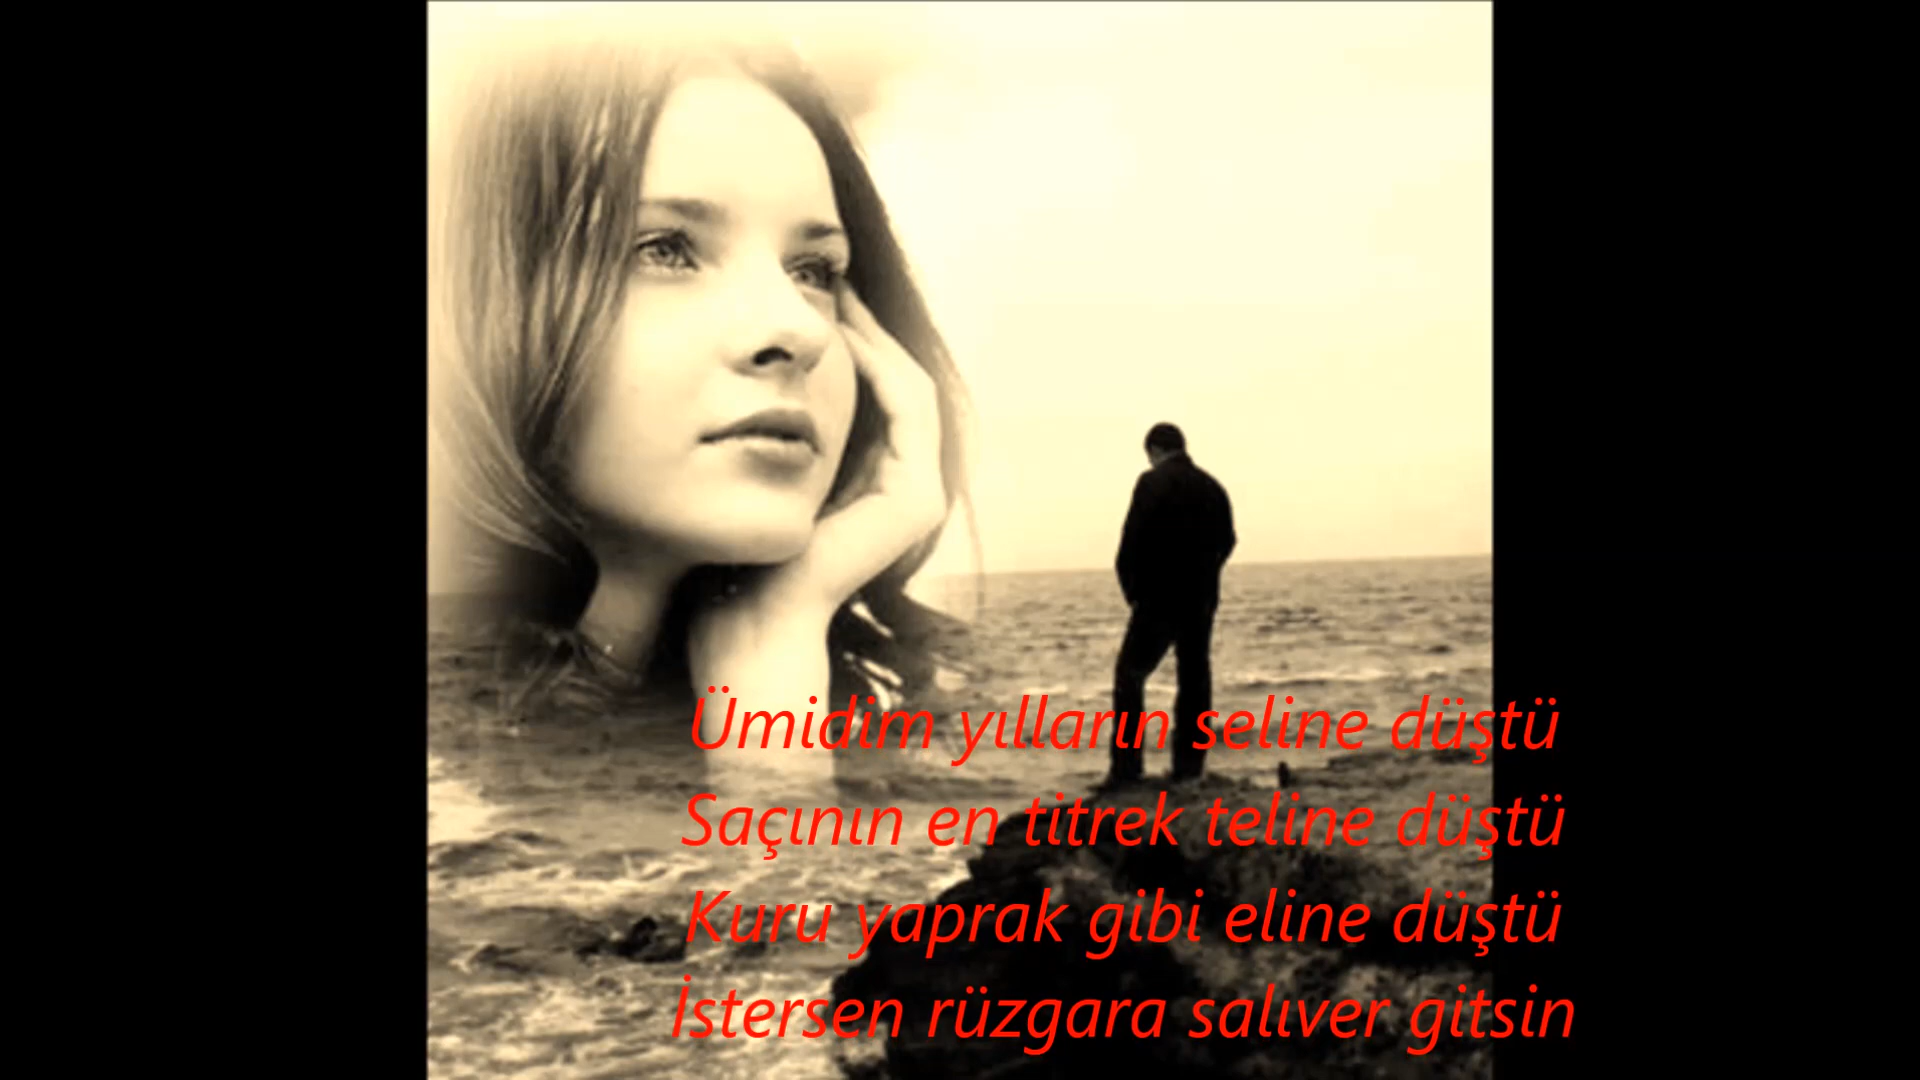 Ümidim yılların seline düştü
Saçının en titrek teline düştü
Kuru yaprak gibi eline düştü
İstersen rüzgara salıver gitsin